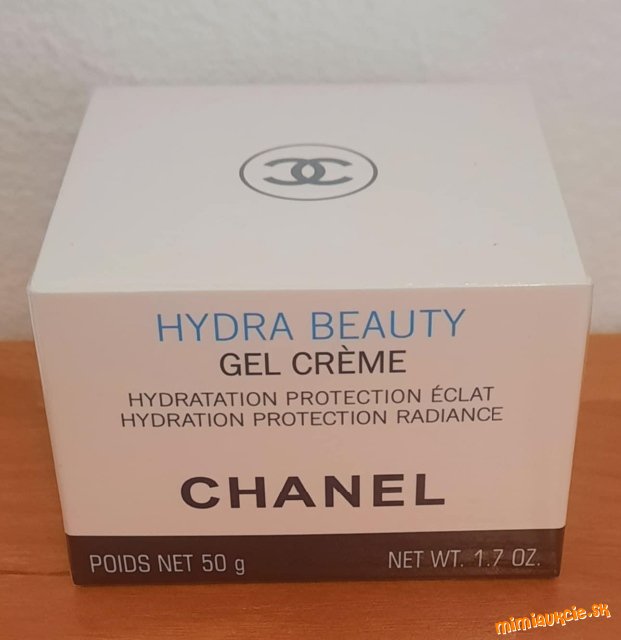 HYDRA BEAUTY
GEL CRÈME
HYDRATATION PROTECTION ÉCLAT
HYDRATION PROTECTION RADIANCE
CHANEL
POIDS NET 50 g NET WT. 1.7 OZ.
mimiaukcie.sk